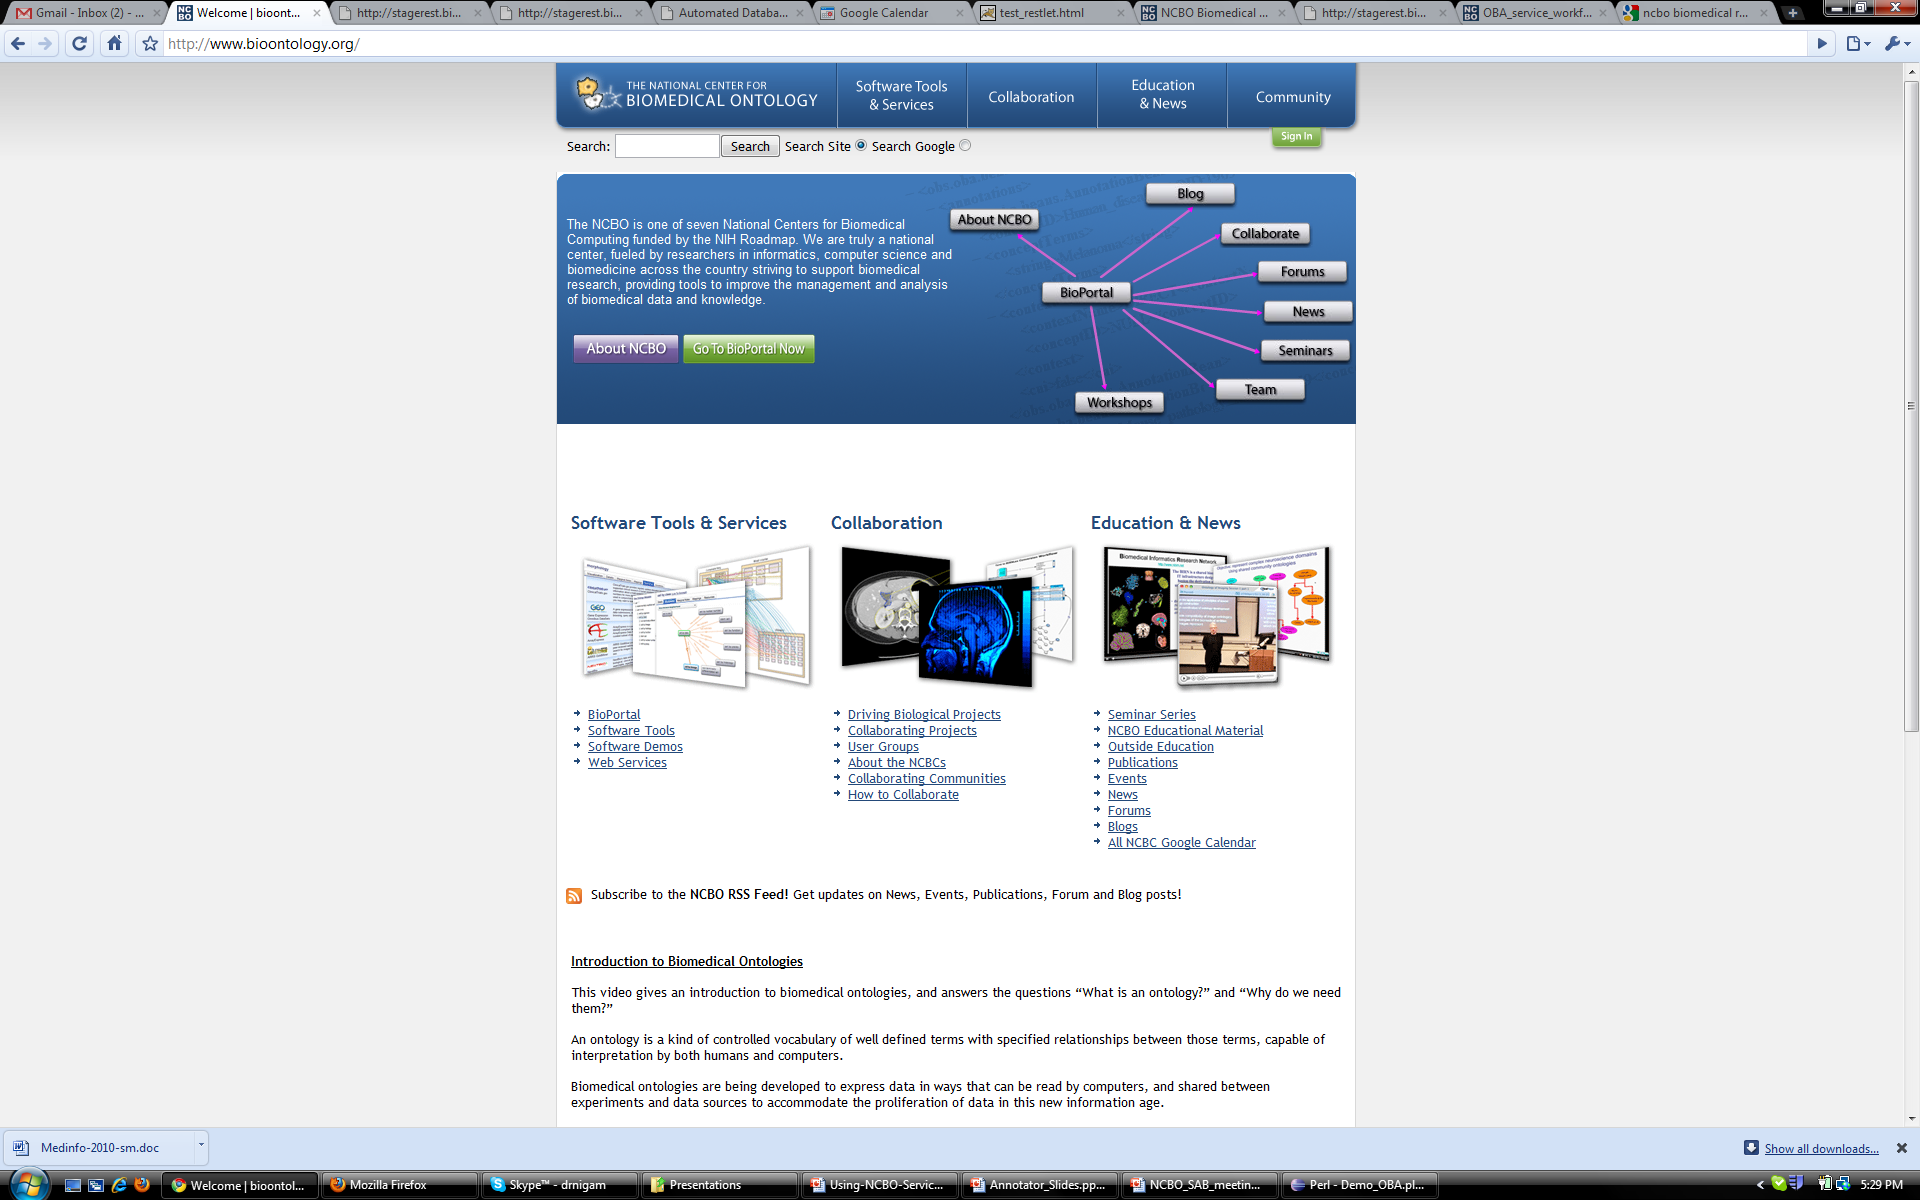 Gmail - Inbox (2) - ...
Welcome | bioont...
http://stagerest.bi...
http://stagerest.bi...
Automated Databa...
Google Calendar
test_restlet.html
NCBO Biomedical ...
http://stagerest.bi...
OBA_service_workf...
ncbo biomedical r...
http://www.bioontology.org/
THE NATIONAL CENTER FOR
BIOMEDICAL ONTOLOGY
Software Tools
& Services
Collaboration
Education
& News
Community
Sign In
Search:
Search
Search Site
Search Google
The NCBO is one of seven National Centers for Biomedical
Computing funded by the NIH Roadmap. We are truly a national
center, fueled by researchers in informatics, computer science and
biomedicine across the country striving to support biomedical
research, providing tools to improve the management and analysis
of biomedical data and knowledge.
About NCBO
Go To BioPortal Now
Blog
About NCBO
Collaborate
Forums
BioPortal
News
Seminars
Team
Workshops
Software Tools & Services
Collaboration
Education & News
Biomedical Informatics Research Network
BioPortal
Software Tools
Software Demos
Web Services
Driving Biological Projects
Collaborating Projects
User Groups
About the NCBCs
Collaborating Communities
How to Collaborate
Seminar Series
NCBO Educational Material
Outside Education
Publications
Events
News
Forums
Blogs
All NCBC Google Calendar
Subscribe to the NCBO RSS Feed! Get updates on News, Events, Publications, Forum and Blog posts!
Introduction to Biomedical Ontologies
This video gives an introduction to biomedical ontologies, and answers the questions “What is an ontology?” and “Why do we need
them?”
An ontology is a kind of controlled vocabulary of well defined terms with specified relationships between those terms, capable of
interpretation by both humans and computers.
Biomedical ontologies are being developed to express data in ways that can be read by computers, and shared between
experiments and data sources to accommodate the proliferation of data in this new information age.
Medinfo-2010-sm.doc
Show all downloads...
Welcome | bioontol...
Mozilla Firefox
Skype™ - drnigam
Presentations
Using-NCBO-Servic...
Annotator_Slides.pp...
NCBO_SAB_meetin...
Perl - Demo_OBA.pl...
5:29 PM